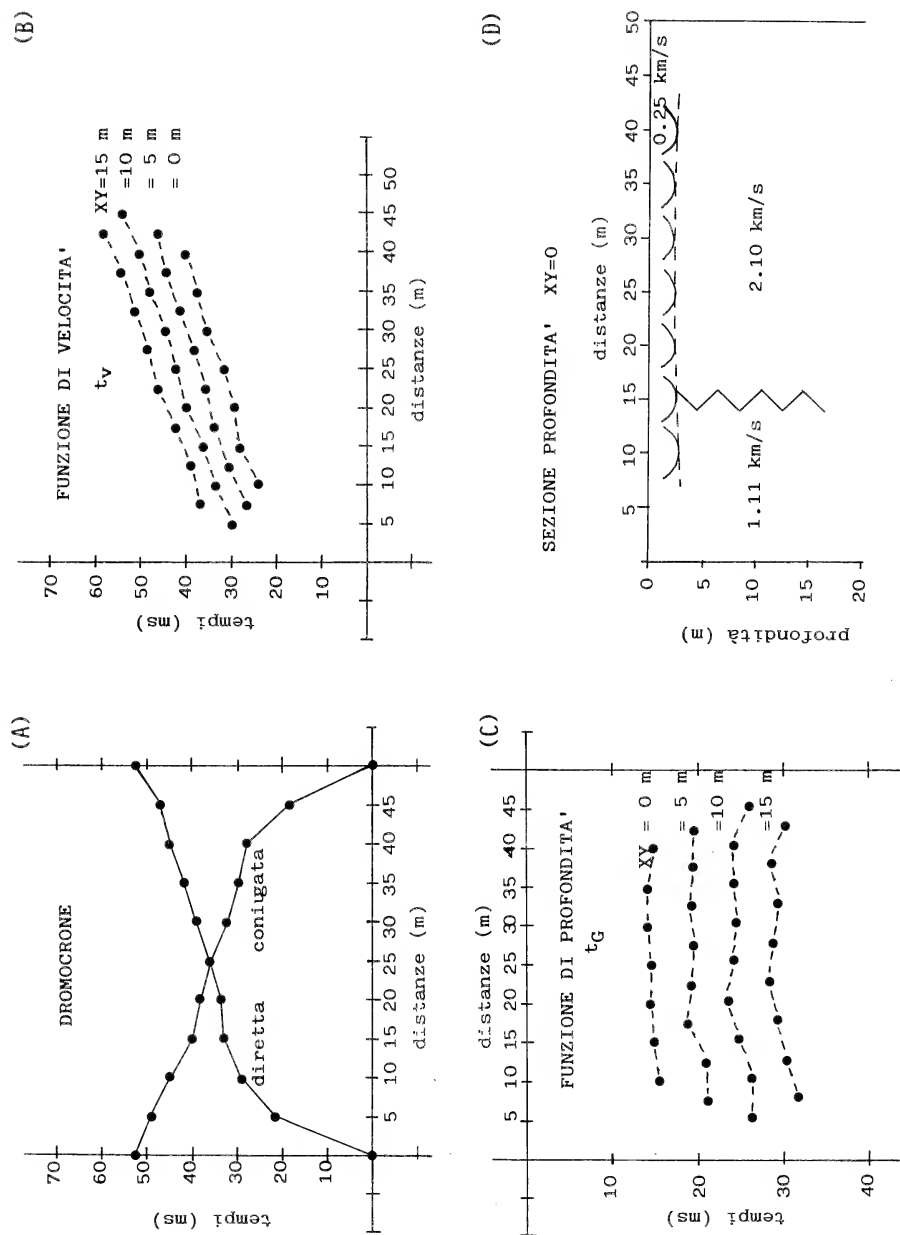 (A)
DROMOCRONE
70
60
50
40
30
20
10
tempi (ms)
diretta
coniugata
5
10
15
20
25
30
35
40
45
distanze (m)
(B)
FUNZIONE DI VELOCITA'
tv
XY=15 m
=10 m
= 5 m
= 0 m
70
60
50
40
30
20
10
tempi (ms)
5
10
15
20
25
30
35
40
45
50
distanze (m)
(C)
distanze (m)
5
10
15
20
25
30
35
40
45
FUNZIONE DI PROFONDITA'
tG
XY = 0 m
= 5 m
=10 m
=15 m
10
20
30
40
tempi (ms)
(D)
SEZIONE PROFONDITA' XY=0
distanze (m)
5
10
15
20
25
30
35
40
45
50
0
5
10
15
20
profondità (m)
0.25 km/s
1.11 km/s
2.10 km/s